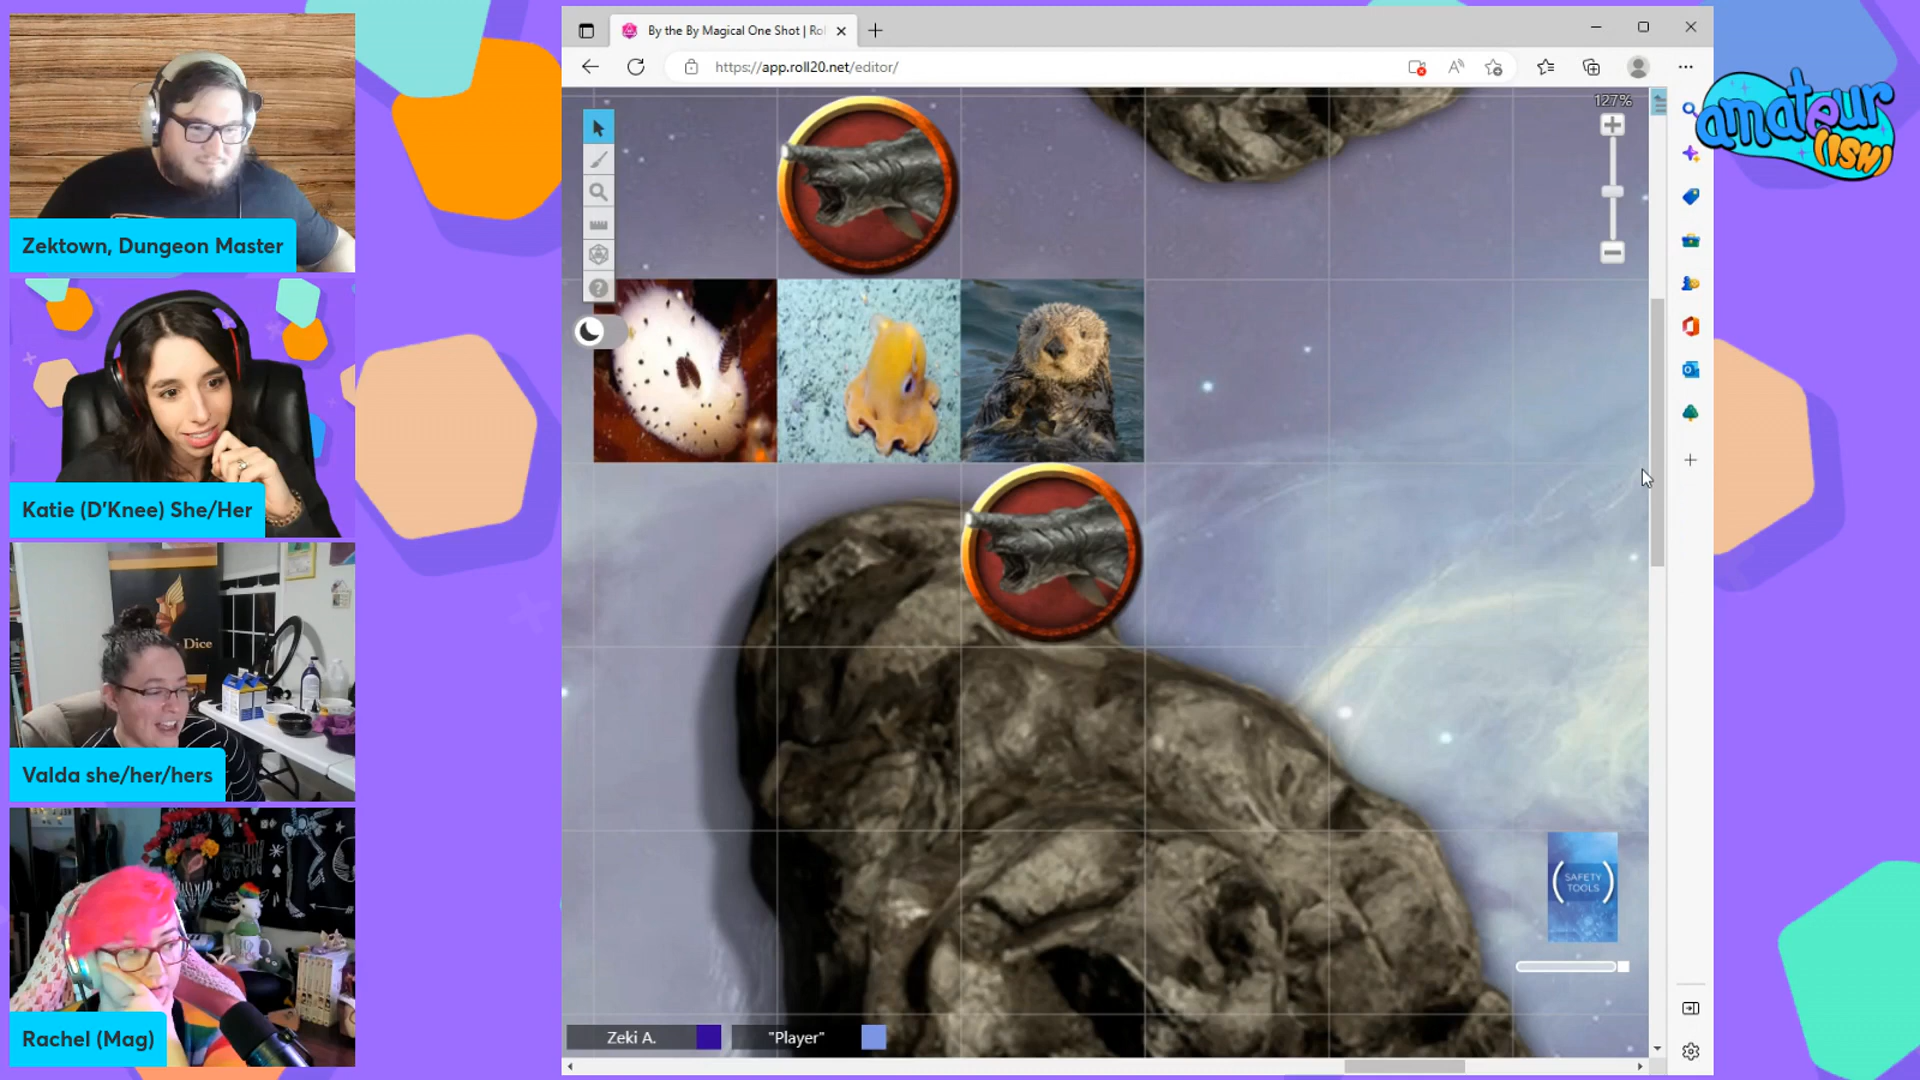 Zektown, Dungeon Master
Katie (D'Knee) She/Her
Dice
Valda she/her/hers
Rachel (Mag)
By the By Magical One Shot | Rol
https://app.roll20.net/editor/
127%
amateur
(ISH)
SAFETY
TOOLS
Zeki A.
"Player"